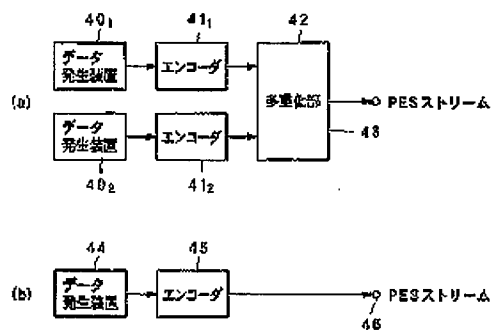 40₁ 41₁ 42
データ
発生装置
エンコーダ
多重化部
(a)
PESストリーム
43
データ
発生装置
エンコーダ
40₂ 41₂
44 45
(b)
データ
発生装置
エンコーダ
PESストリーム
46